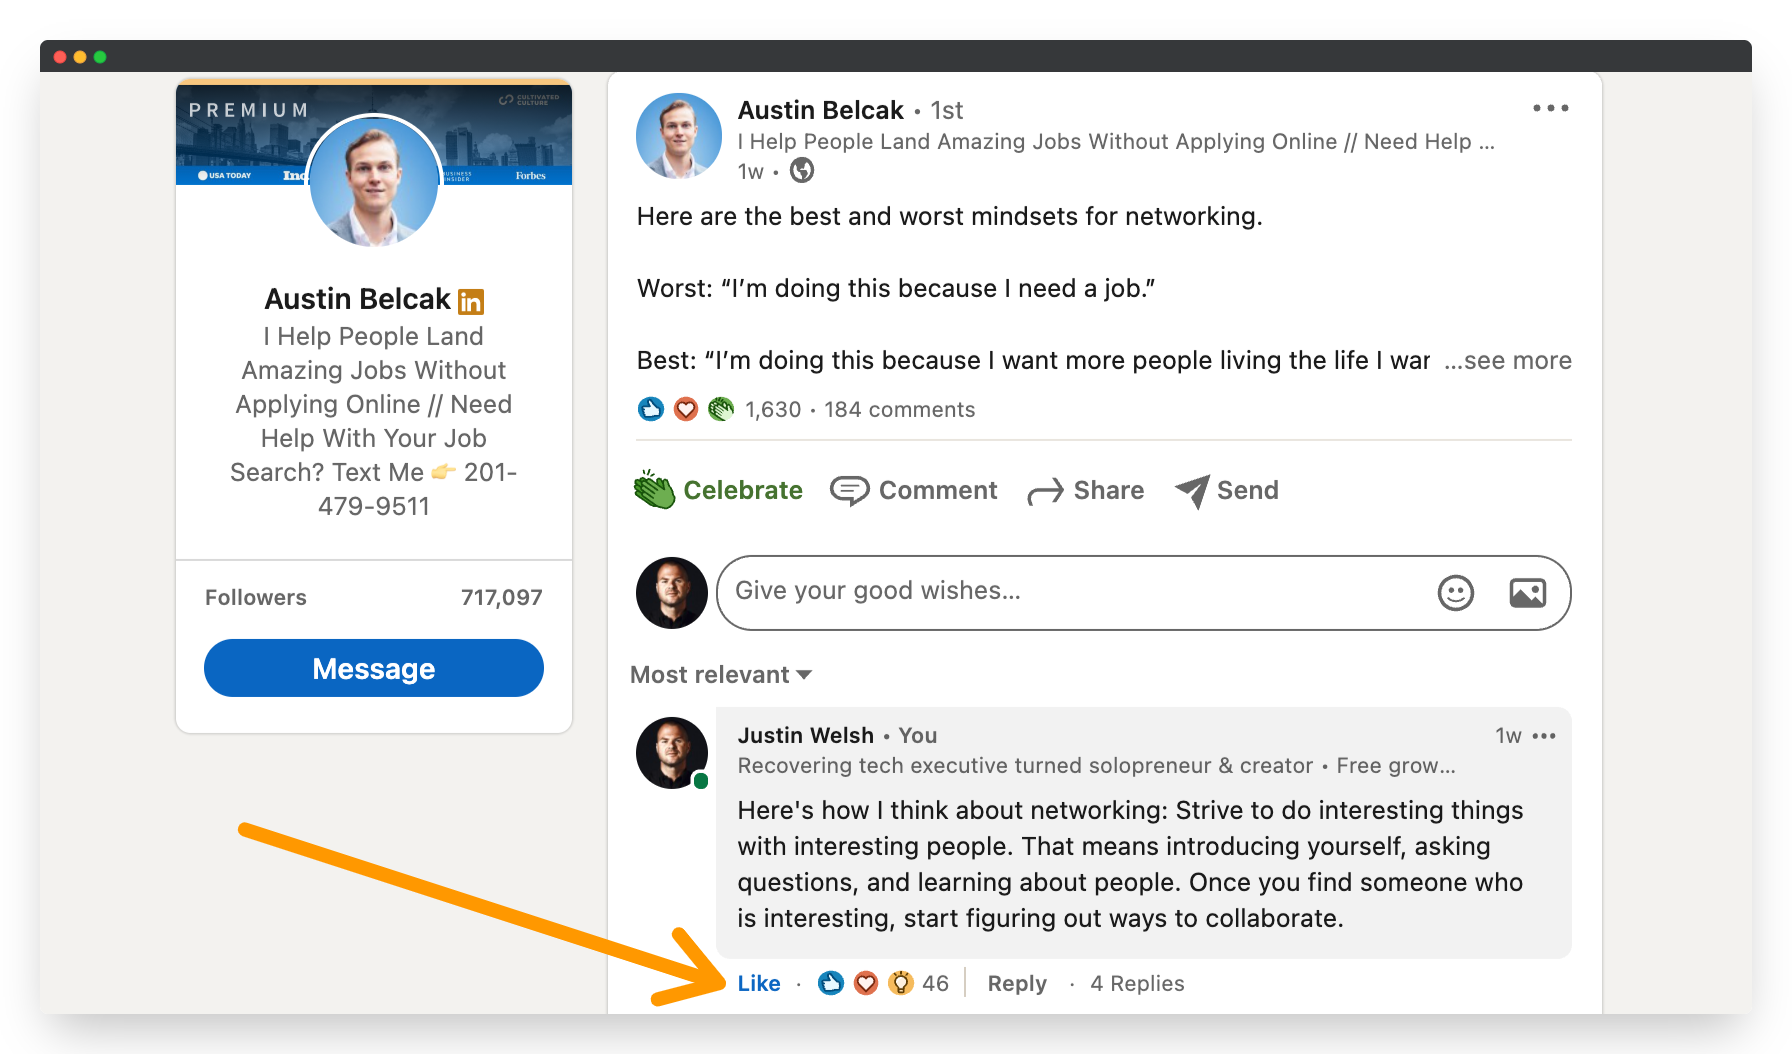 PREMIUM
CULTIVATED
CULTURE
USA TODAY
Inc.
BUSINESS
INSIDER
Forbes
Austin Belcak in
I Help People Land
Amazing Jobs Without
Applying Online // Need
Help With Your Job
Search? Text Me 👉 201-
479-9511
Followers 717,097
Message
Austin Belcak • 1st
I Help People Land Amazing Jobs Without Applying Online // Need Help ...
1w •
Here are the best and worst mindsets for networking.
Worst: “I’m doing this because I need a job.”
Best: “I’m doing this because I want more people living the life I war ...see more
1,630 • 184 comments
Celebrate Comment Share Send
Give your good wishes...
Most relevant
Justin Welsh • You 1w
Recovering tech executive turned solopreneur & creator • Free grow...
Here's how I think about networking: Strive to do interesting things
with interesting people. That means introducing yourself, asking
questions, and learning about people. Once you find someone who
is interesting, start figuring out ways to collaborate.
Like · 46 | Reply · 4 Replies